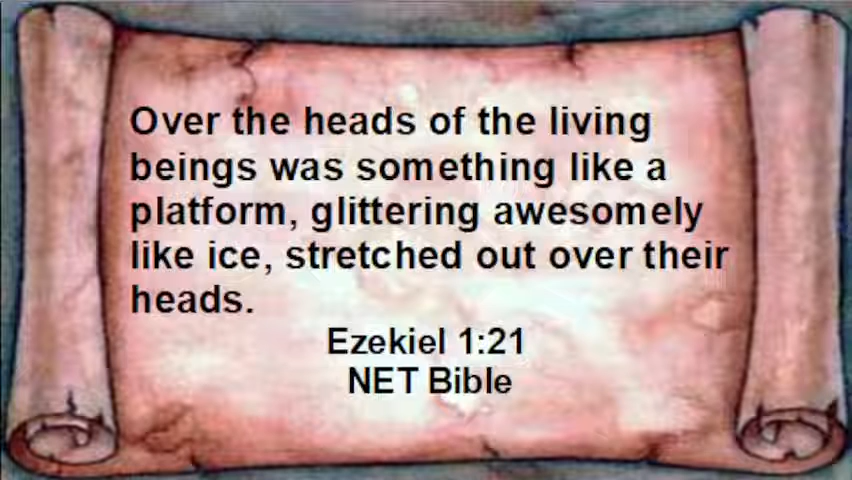 Over the heads of the living
beings was something like a
platform, glittering awesomely
like ice, stretched out over their
heads.
Ezekiel 1:21
NET Bible